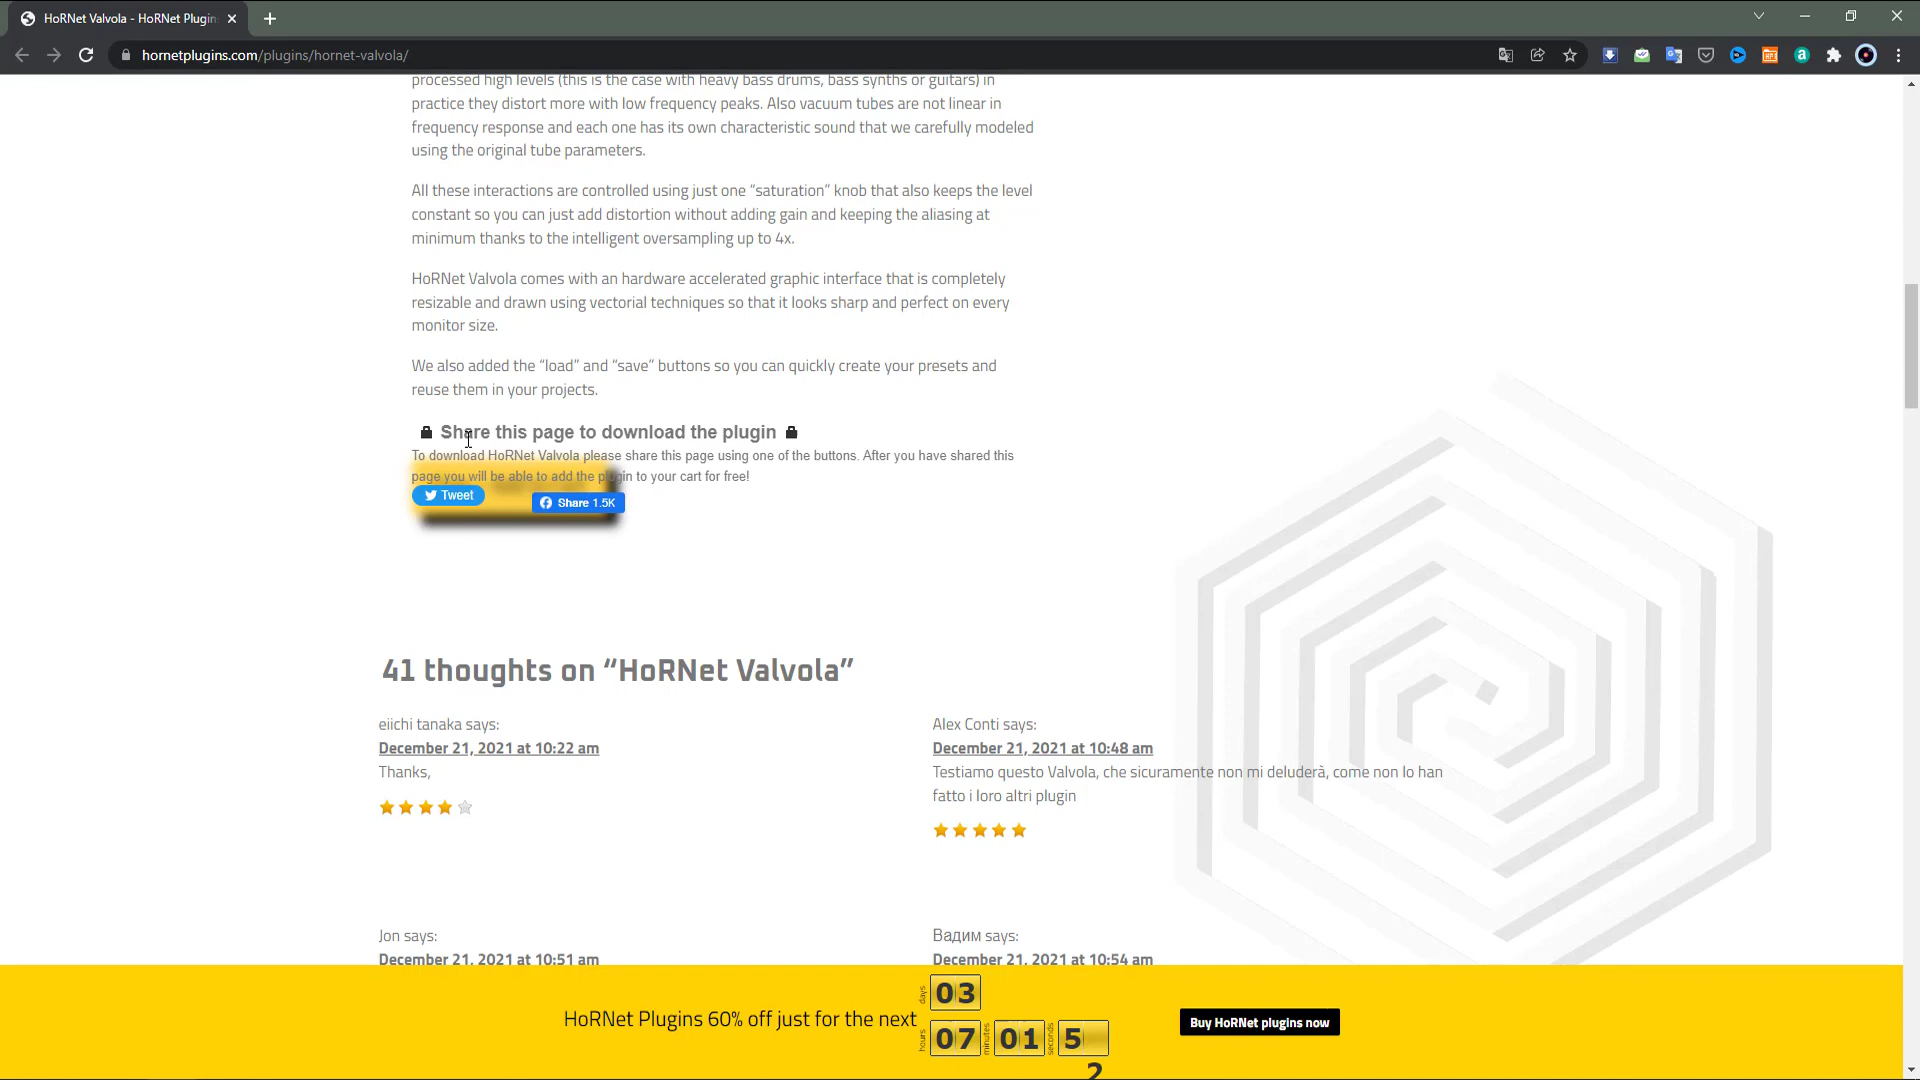 HoRNet Valvola - HoRNet Plugin
hornetplugins.com/plugins/hornet-valvola/
processed high levels (this is the case with heavy bass drums, bass synths or guitars) in
practice they distort more with low frequency peaks. Also vacuum tubes are not linear in
frequency response and each one has its own characteristic sound that we carefully modeled
using the original tube parameters.
All these interactions are controlled using just one “saturation” knob that also keeps the level
constant so you can just add distortion without adding gain and keeping the aliasing at
minimum thanks to the intelligent oversampling up to 4x.
HoRNet Valvola comes with an hardware accelerated graphic interface that is completely
resizable and drawn using vectorial techniques so that it looks sharp and perfect on every
monitor size.
We also added the “load” and “save” buttons so you can quickly create your presets and
reuse them in your projects.
Share this page to download the plugin
To download HoRNet Valvola please share this page using one of the buttons. After you have shared this
page you will be able to add the plugin to your cart for free!
Tweet
Share 1.5K
41 thoughts on “HoRNet Valvola”
eiichi tanaka says:
December 21, 2021 at 10:22 am
Thanks,
Alex Conti says:
December 21, 2021 at 10:48 am
Testiamo questo Valvola, che sicuramente non mi deluderà, come non lo han
fatto i loro altri plugin
Jon says:
December 21, 2021 at 10:51 am
Вадим says:
December 21, 2021 at 10:54 am
HoRNet Plugins 60% off just for the next
days
03
hours
07
minutes
01
seconds
5
2
Buy HoRNet plugins now